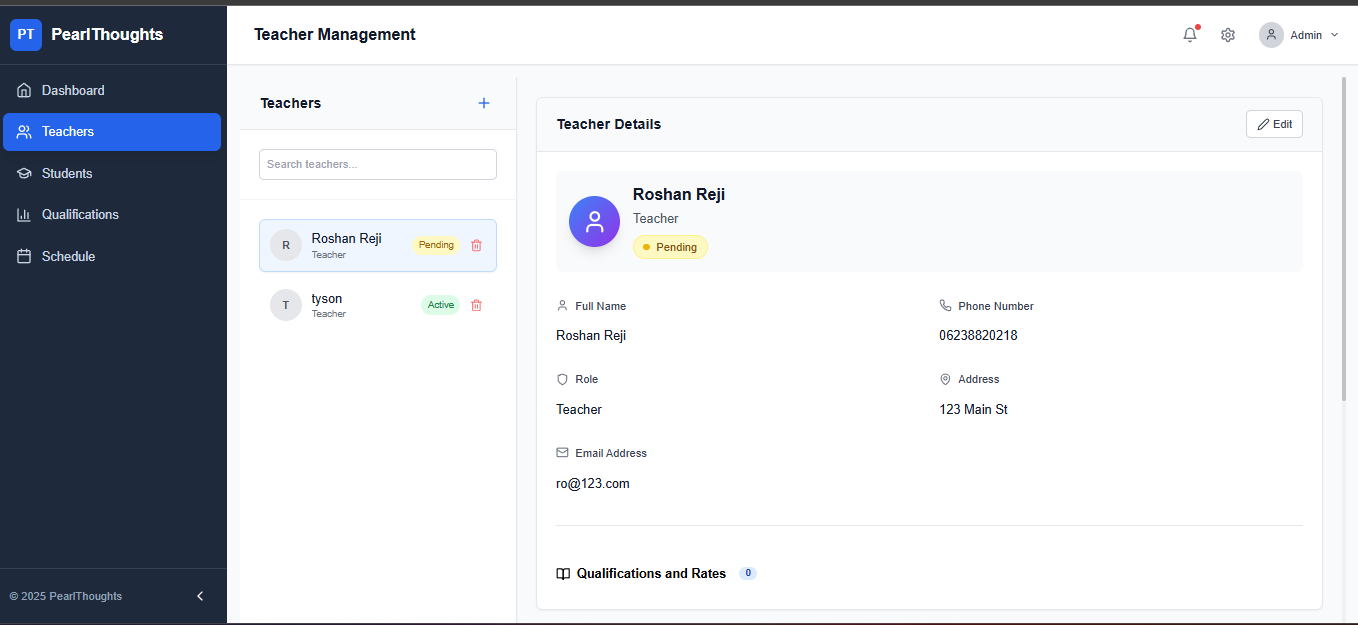 PT PearlThoughts
Dashboard
Teachers
Students
Qualifications
Schedule
© 2025 PearlThoughts
Teacher Management
Admin
Teachers
Search teachers...
R
Roshan Reji
Teacher
Pending
T
tyson
Teacher
Active
Teacher Details
Edit
Roshan Reji
Teacher
Pending
Full Name
Roshan Reji
Phone Number
06238820218
Role
Teacher
Address
123 Main St
Email Address
ro@123.com
Qualifications and Rates 0